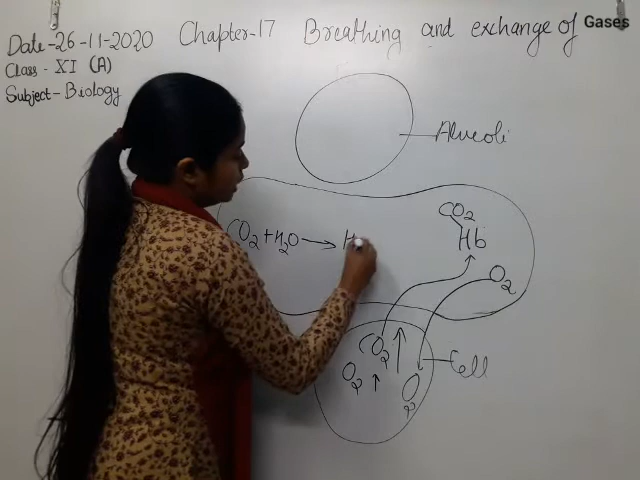 Date-26-11-2020 Chapter-17 Breathing and exchange of Gases
Class- XI (A)
Subject-Biology
Alveoli
CO2
Hb
CO2+H2O→H
O2
CO2
Cell
O2 ↑
O2